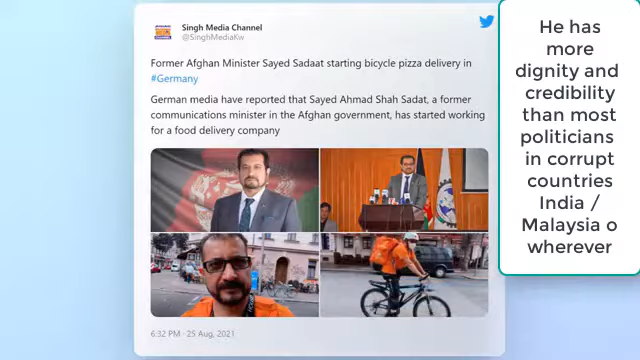 Singh Media Channel
@SinghMediaKw
Former Afghan Minister Sayed Sadaat starting bicycle pizza delivery in
#Germany
German media have reported that Sayed Ahmad Shah Sadat, a former
communications minister in the Afghan government, has started working
for a food delivery company
6:32 PM · 25 Aug, 2021
He has
more
dignity and
credibility
than most
politicians
in corrupt
countries
India /
Malaysia o
wherever